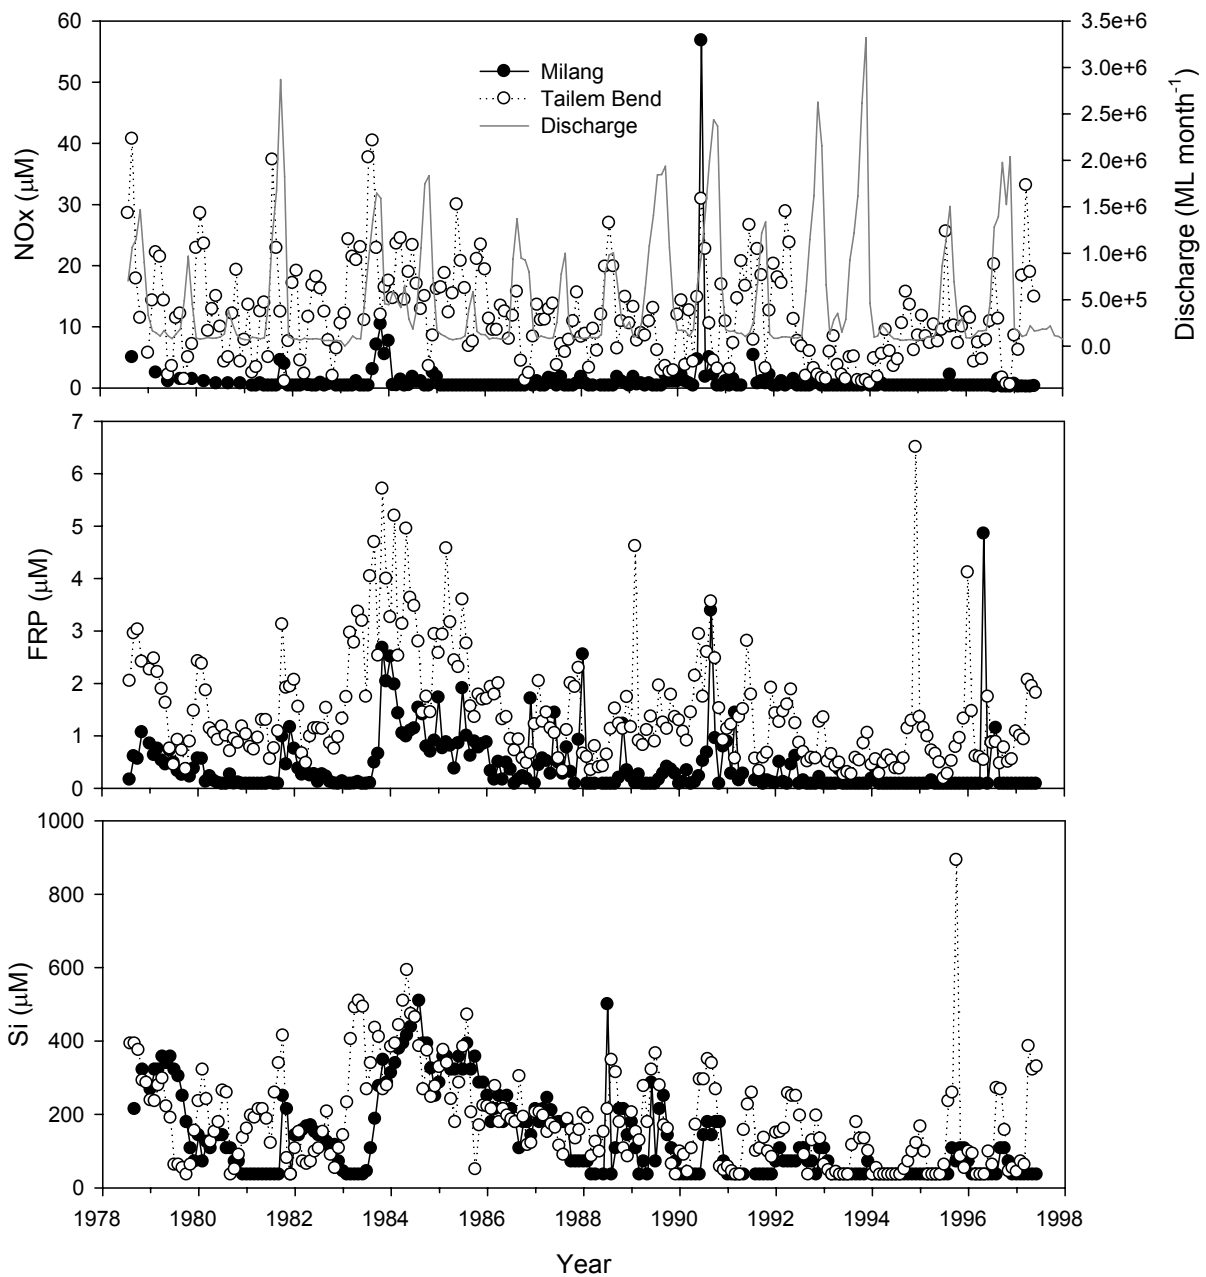 60
50
40
30
20
10
0
NOx (μM)
3.5e+6
3.0e+6
2.5e+6
2.0e+6
1.5e+6
1.0e+6
5.0e+5
0.0
Discharge (ML month⁻¹)
Milang
Tailem Bend
Discharge
7
6
5
4
3
2
1
0
FRP (μM)
1000
800
600
400
200
0
Si (μM)
1978 1980 1982 1984 1986 1988 1990 1992 1994 1996 1998
Year